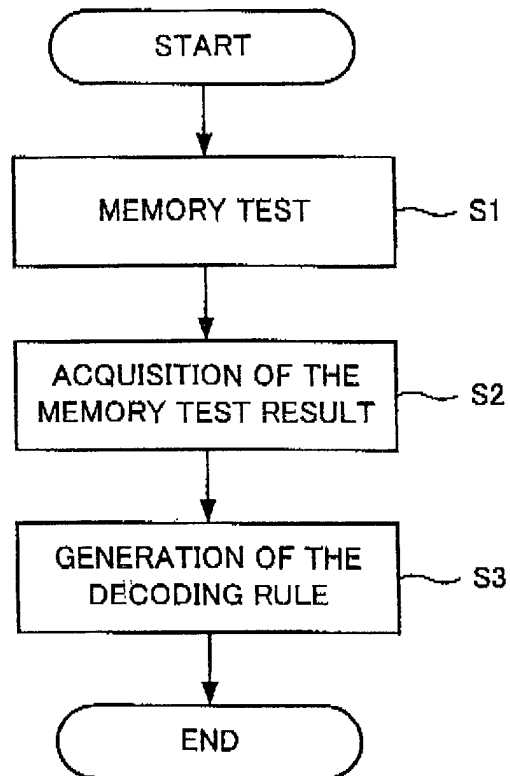 START
MEMORY TEST
S1
ACQUISITION OF THE
MEMORY TEST RESULT
S2
GENERATION OF THE
DECODING RULE
S3
END